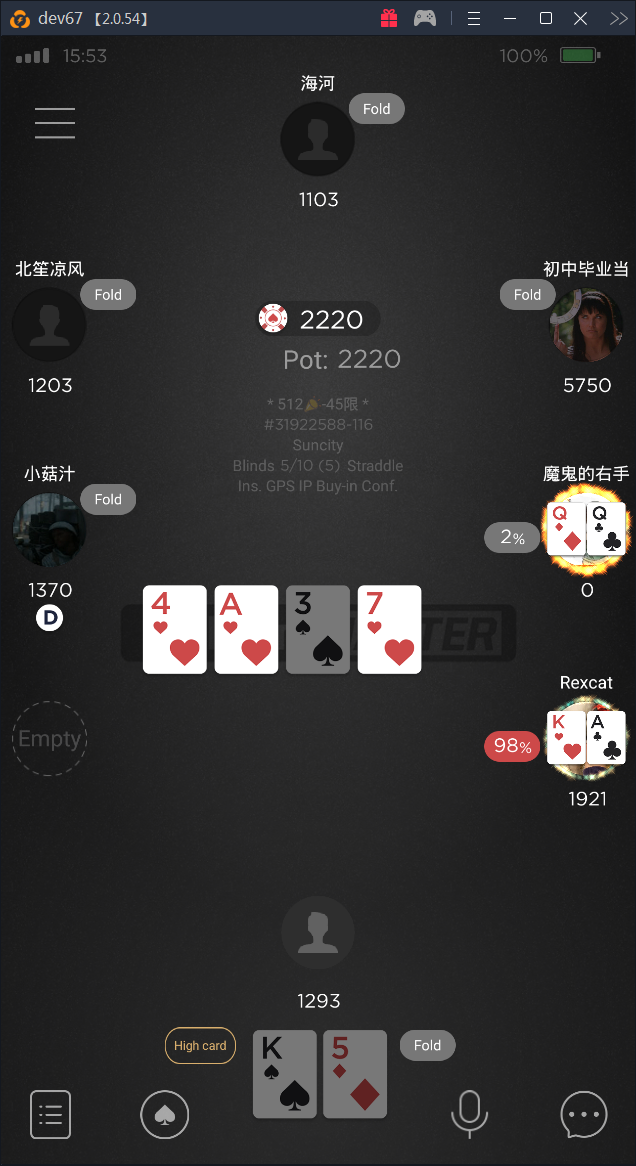 dev67 【2.0.54】
15:53
100%
海河
Fold
1103
北笙凉风
Fold
1203
初中毕业当
Fold
5750
2220
Pot: 2220
* 512🎉-45限 *
#31922588-116
Suncity
Blinds 5/10 (5) Straddle
Ins. GPS IP Buy-in Conf.
小菇汁
Fold
1370
D
魔鬼的右手
2%
Q Q
0
4 A 3 7
TER
Rexcat
98%
K A
1921
Empty
1293
High card
K 5
Fold